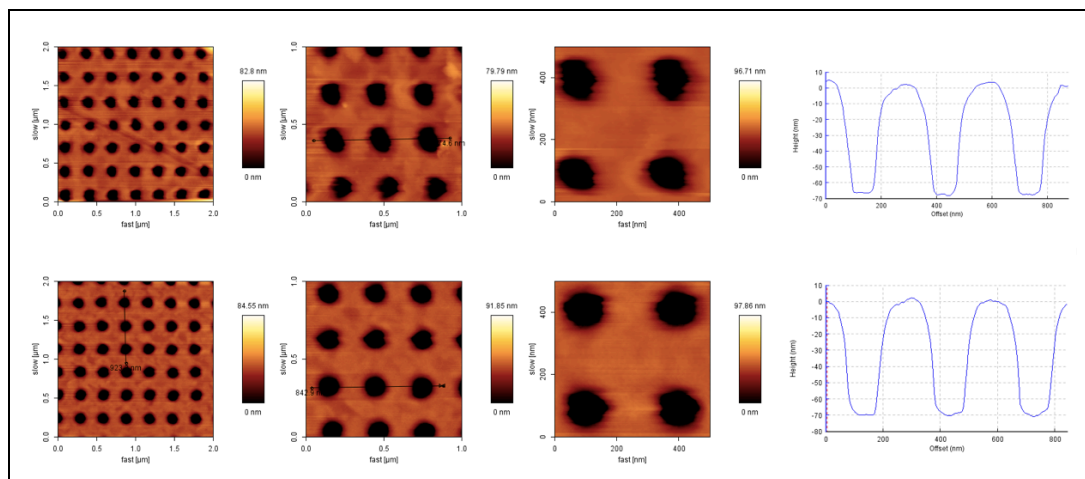 82.8 nm
0 nm
slow [µm]
2.0
1.5
1.0
0.5
0.0
0.0 0.5 1.0 1.5 2.0
fast [µm]
79.79 nm
0 nm
slow [µm]
1.0
0.5
0.0
0.0 0.5 1.0
fast [µm]
96.71 nm
0 nm
slow [nm]
400
200
0
0 200 400
fast [nm]
Height (nm)
10
0
-10
-20
-30
-40
-50
-60
-70
0 200 400 600 800
Offset (nm)
84.55 nm
0 nm
slow [µm]
2.0
1.5
1.0
0.5
0.0
0.0 0.5 1.0 1.5 2.0
fast [µm]
91.85 nm
0 nm
slow [µm]
1.0
0.5
0.0
0.0 0.5 1.0
fast [µm]
97.86 nm
0 nm
slow [nm]
400
200
0
0 200 400
fast [nm]
Height (nm)
10
0
-10
-20
-30
-40
-50
-60
-70
-80
0 200 400 600 800
Offset (nm)